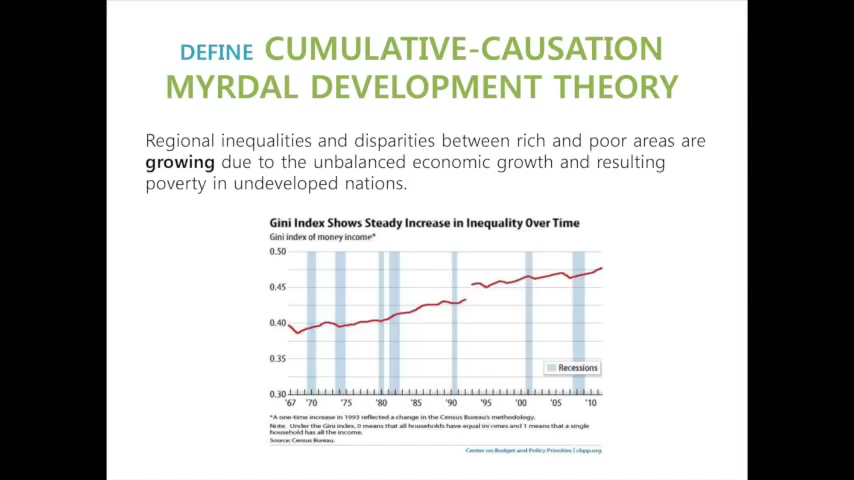 DEFINE CUMULATIVE-CAUSATION
MYRDAL DEVELOPMENT THEORY
Regional inequalities and disparities between rich and poor areas are
growing due to the unbalanced economic growth and resulting
poverty in undeveloped nations.
Gini Index Shows Steady Increase in Inequality Over Time
Gini index of money income*
0.50
0.45
0.40
0.35
0.30
Recessions
'67 '70 '75 '80 '85 '90 '95 '00 '05 '10
*A one-time increase in 1993 reflected a change in the Census Bureau's methodology.
Note: Under the Gini index, 0 means that all households have equal incomes and 1 means that a single
household has all the income.
Source: Census Bureau.
Center on Budget and Policy Priorities | cbpp.org